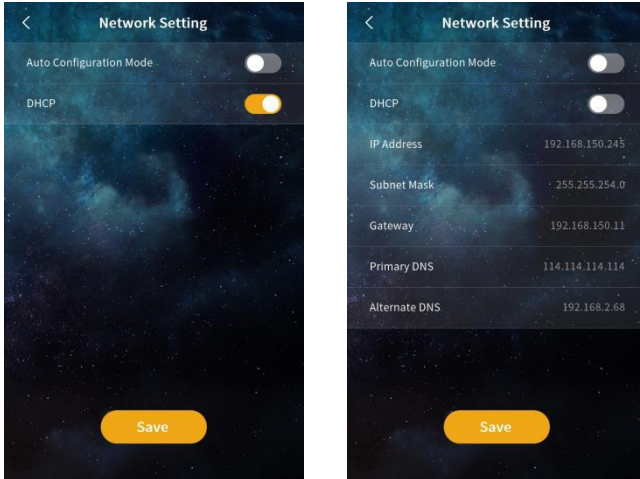 Network Setting
Auto Configuration Mode
DHCP
Save
Network Setting
Auto Configuration Mode
DHCP
IP Address 192.168.150.245
Subnet Mask 255.255.254.0
Gateway 192.168.150.11
Primary DNS 114.114.114.114
Alternate DNS 192.168.2.68
Save